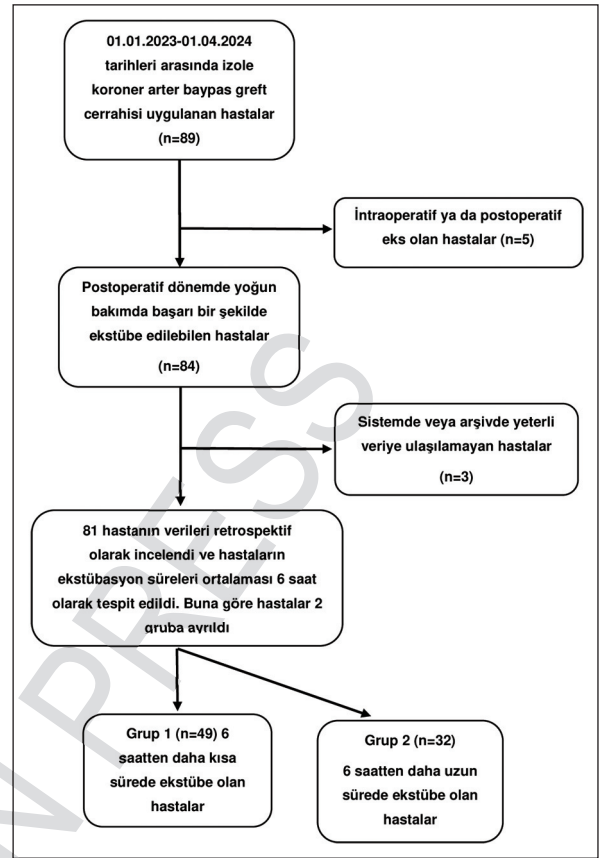 01.01.2023-01.04.2024
tarihleri arasında izole
koroner arter baypas greft
cerrahisi uygulanan hastalar
(n=89)
İntraoperatif ya da postoperatif
eks olan hastalar (n=5)
Postoperatif dönemde yoğun
bakımda başarı bir şekilde
ekstübe edilebilen hastalar
(n=84)
Sistemde veya arşivde yeterli
veriye ulaşılamayan hastalar
(n=3)
81 hastanın verileri retrospektif
olarak incelendi ve hastaların
ekstübasyon süreleri ortalaması 6 saat
olarak tespit edildi. Buna göre hastalar 2
gruba ayrıldı
Grup 1 (n=49) 6
saatten daha kısa
sürede ekstübe olan
hastalar
Grup 2 (n=32)
6 saatten daha uzun
sürede ekstübe olan
hastalar
N PRESS